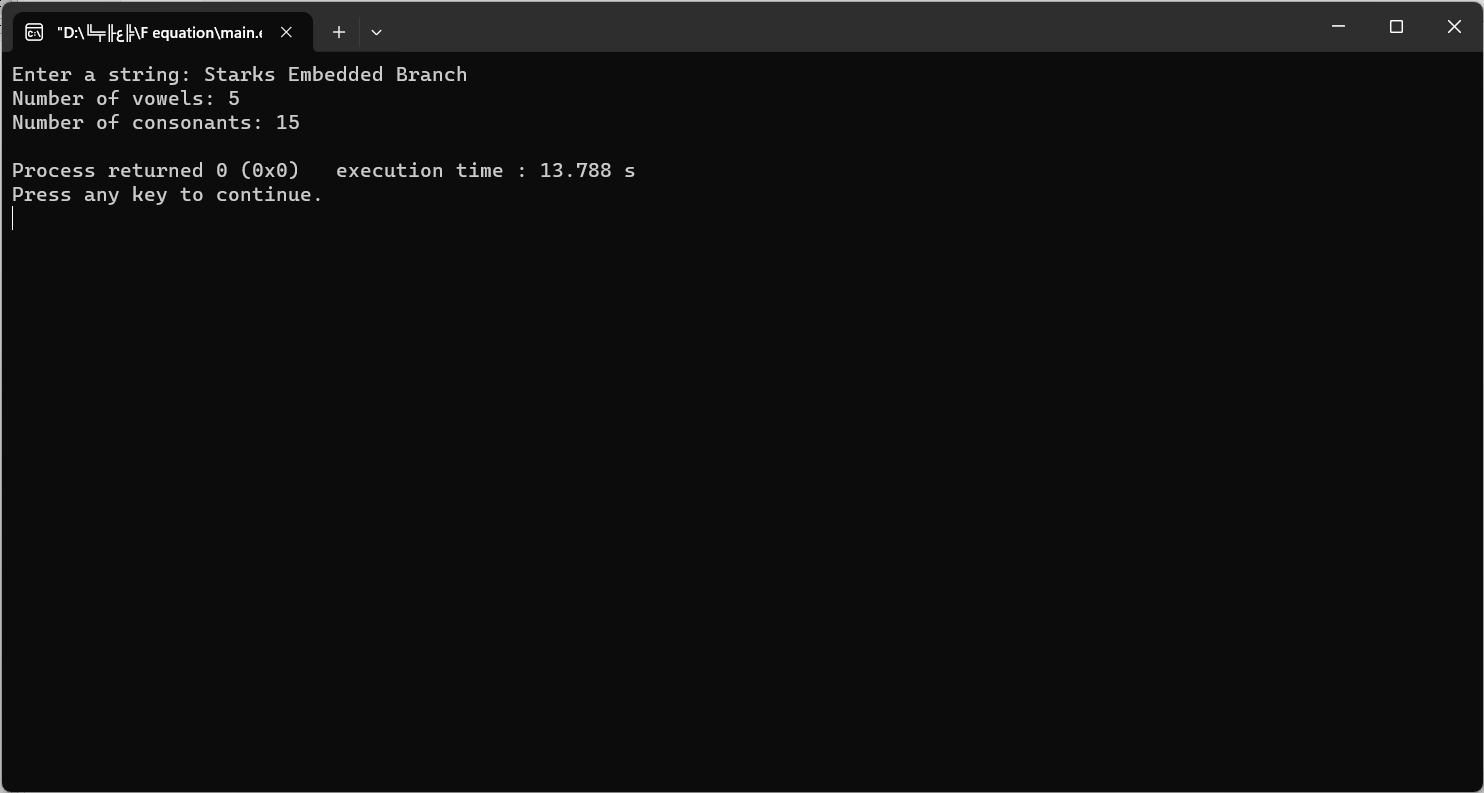 "D:\╚╤╟ع╠\F equation\main.e
Enter a string: Starks Embedded Branch
Number of vowels: 5
Number of consonants: 15
Process returned 0 (0x0)   execution time : 13.788 s
Press any key to continue.